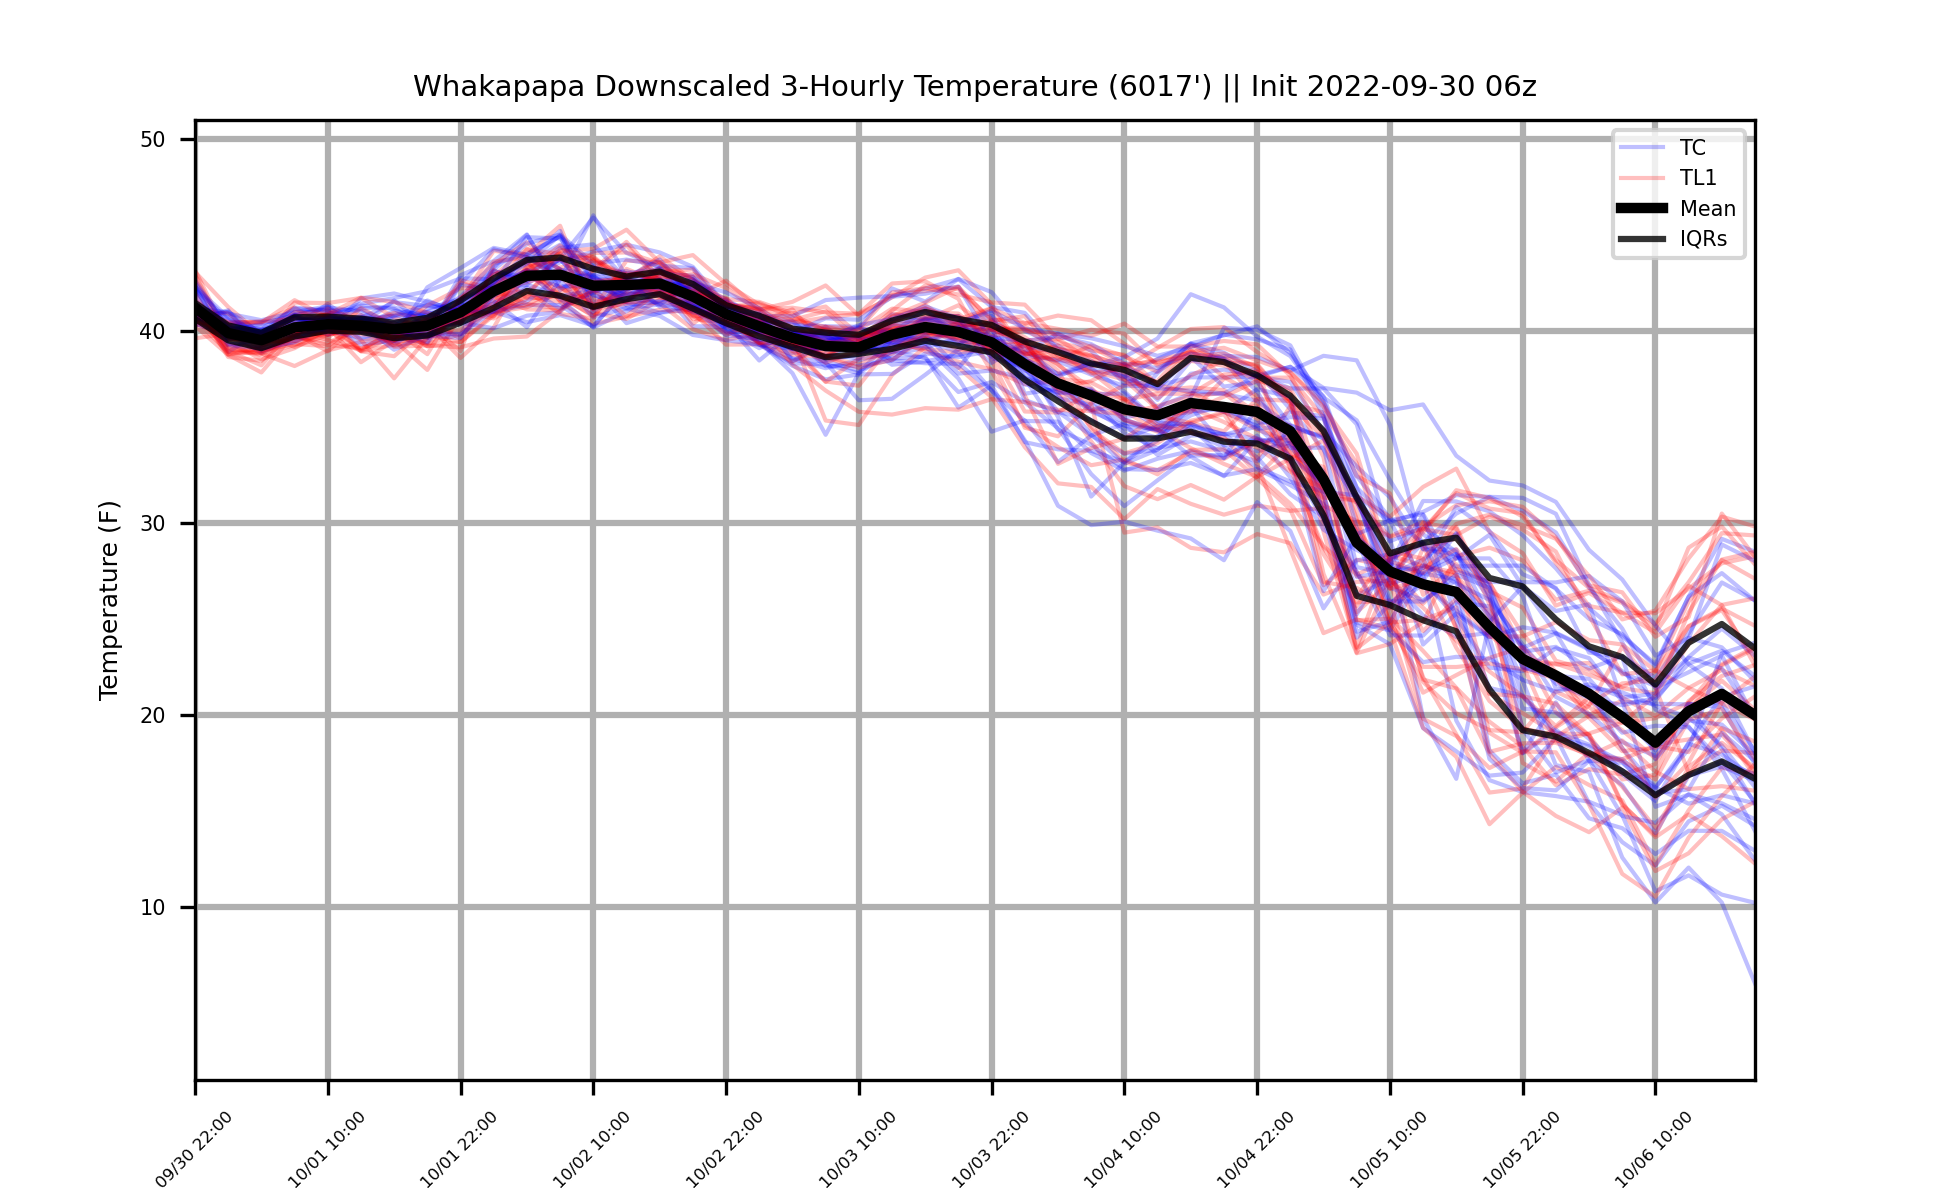 Whakapapa Downscaled 3-Hourly Temperature (6017') || Init 2022-09-30 06z
TC
TL1
Mean
IQRs
Temperature (F)
50
40
30
20
10
09/30 22:00
10/01 10:00
10/01 22:00
10/02 10:00
10/02 22:00
10/03 10:00
10/03 22:00
10/04 10:00
10/04 22:00
10/05 10:00
10/05 22:00
10/06 10:00